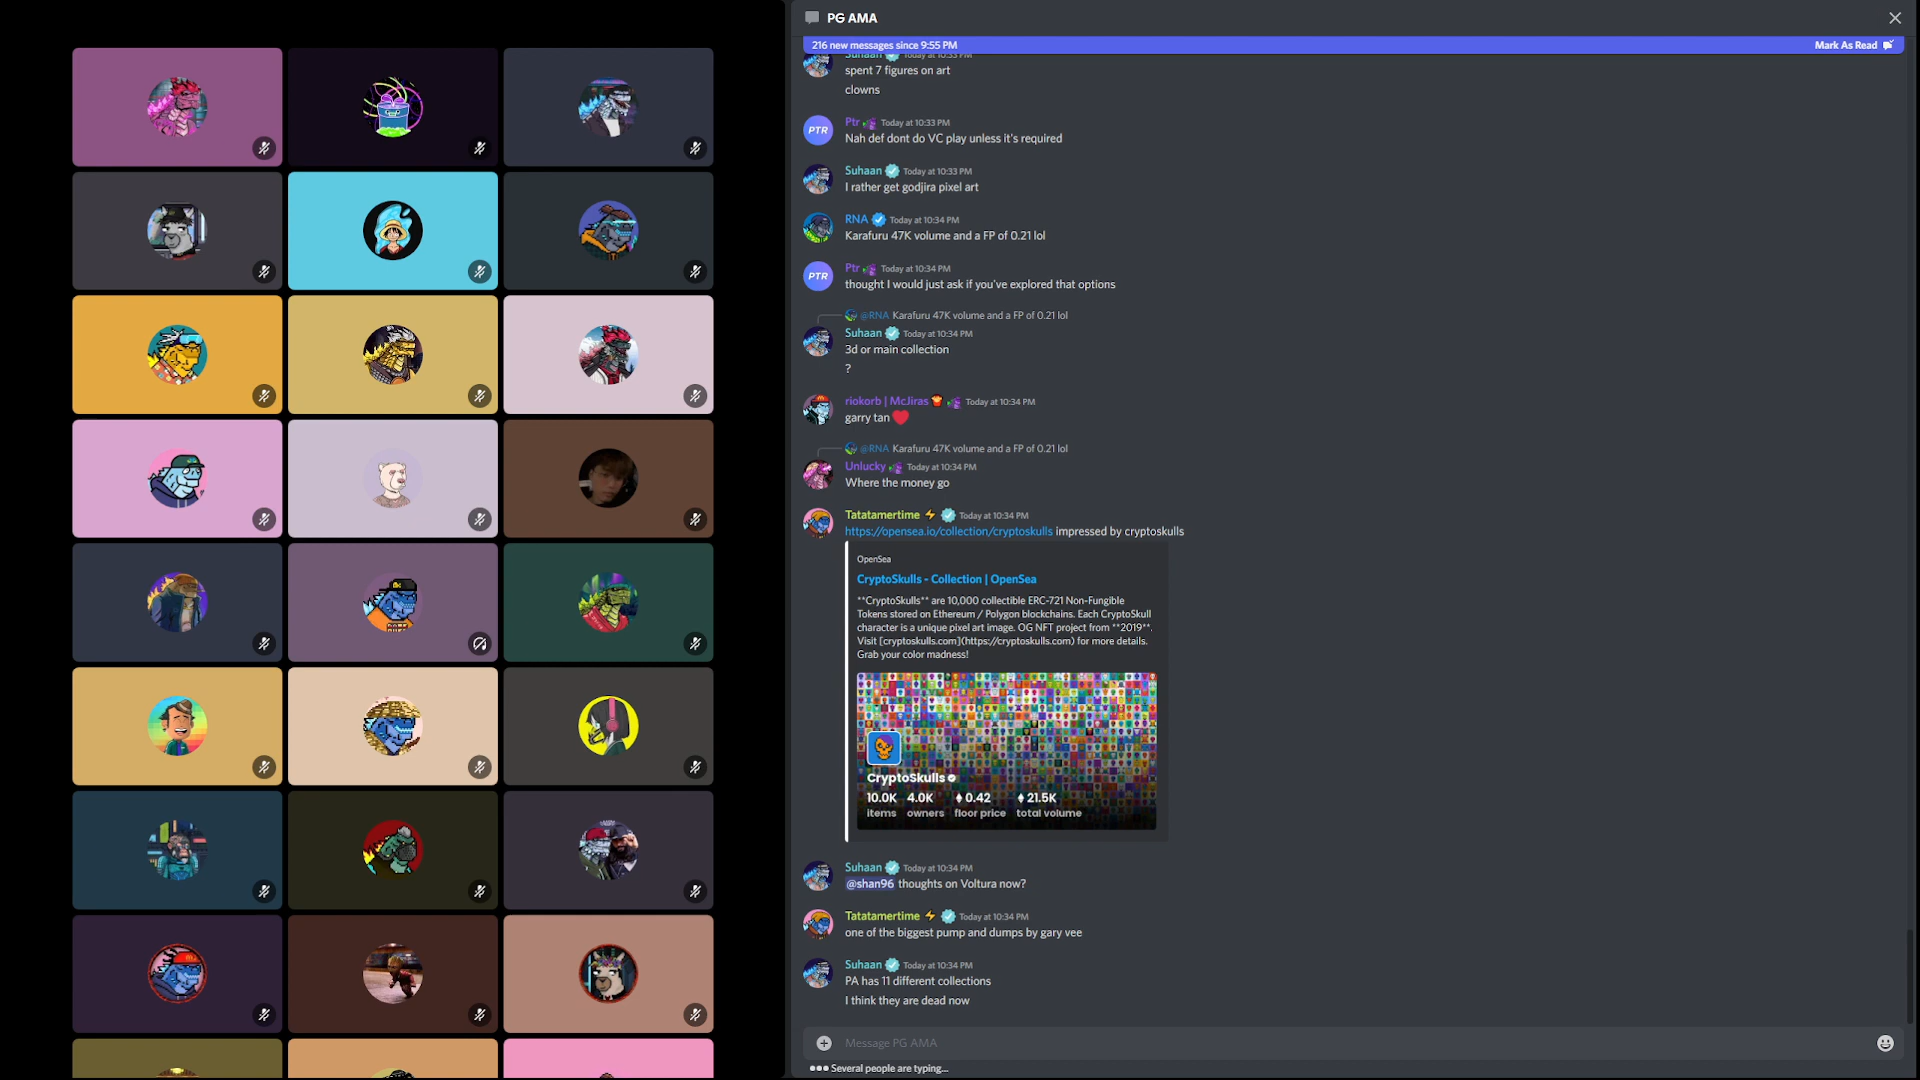 PG AMA
216 new messages since 9:55 PM
Mark As Read
Suhaan Today at 10:33 PM
spent 7 figures on art
clowns
PTR
Ptr Today at 10:33 PM
Nah def dont do VC play unless it's required
Suhaan Today at 10:33 PM
I rather get godjira pixel art
RNA Today at 10:34 PM
Karafuru 47K volume and a FP of 0.21 lol
PTR
Ptr Today at 10:34 PM
thought I would just ask if you've explored that options
@RNA Karafuru 47K volume and a FP of 0.21 lol
Suhaan Today at 10:34 PM
3d or main collection
?
riokorb | McJiras Today at 10:34 PM
garry tan
@RNA Karafuru 47K volume and a FP of 0.21 lol
Unlucky Today at 10:34 PM
Where the money go
Tatatamertime Today at 10:34 PM
https://opensea.io/collection/cryptoskulls impressed by cryptoskulls
OpenSea
CryptoSkulls - Collection | OpenSea
**CryptoSkulls** are 10,000 collectible ERC-721 Non-Fungible
Tokens stored on Ethereum / Polygon blockchains. Each CryptoSkull
character is a unique pixel art image. OG NFT project from **2019**.
Visit [cryptoskulls.com](https://cryptoskulls.com) for more details.
Grab your color madness!
CryptoSkulls
10.0K 4.0K 0.42 21.5K
items owners floor price total volume
Suhaan Today at 10:34 PM
@shan96 thoughts on Voltura now?
Tatatamertime Today at 10:34 PM
one of the biggest pump and dumps by gary vee
Suhaan Today at 10:34 PM
PA has 11 different collections
I think they are dead now
Message PG AMA
Several people are typing...